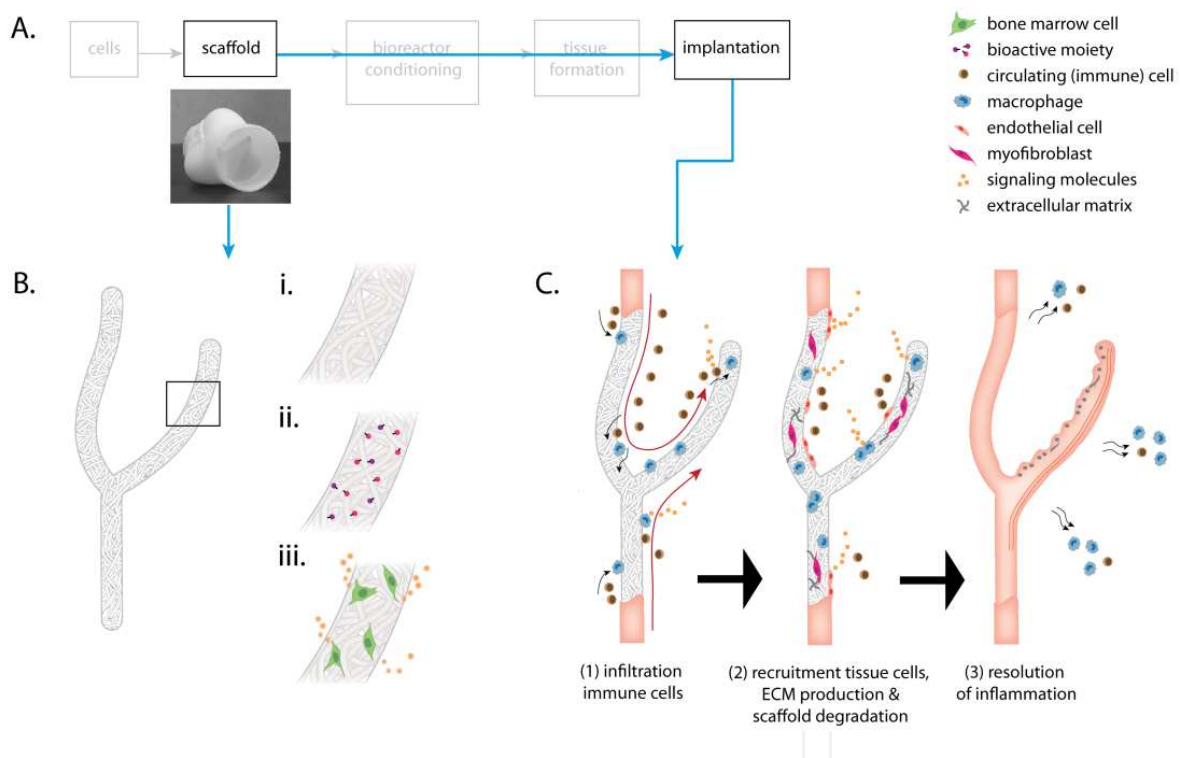 A.
cells
scaffold
bioreactor
conditioning
tissue
formation
implantation
bone marrow cell
bioactive moiety
circulating (immune) cell
macrophage
endothelial cell
myofibroblast
signaling molecules
extracellular matrix
B.
i.
ii.
iii.
C.
(1) infiltration
immune cells
(2) recruitment tissue cells,
ECM production &
scaffold degradation
(3) resolution
of inflammation